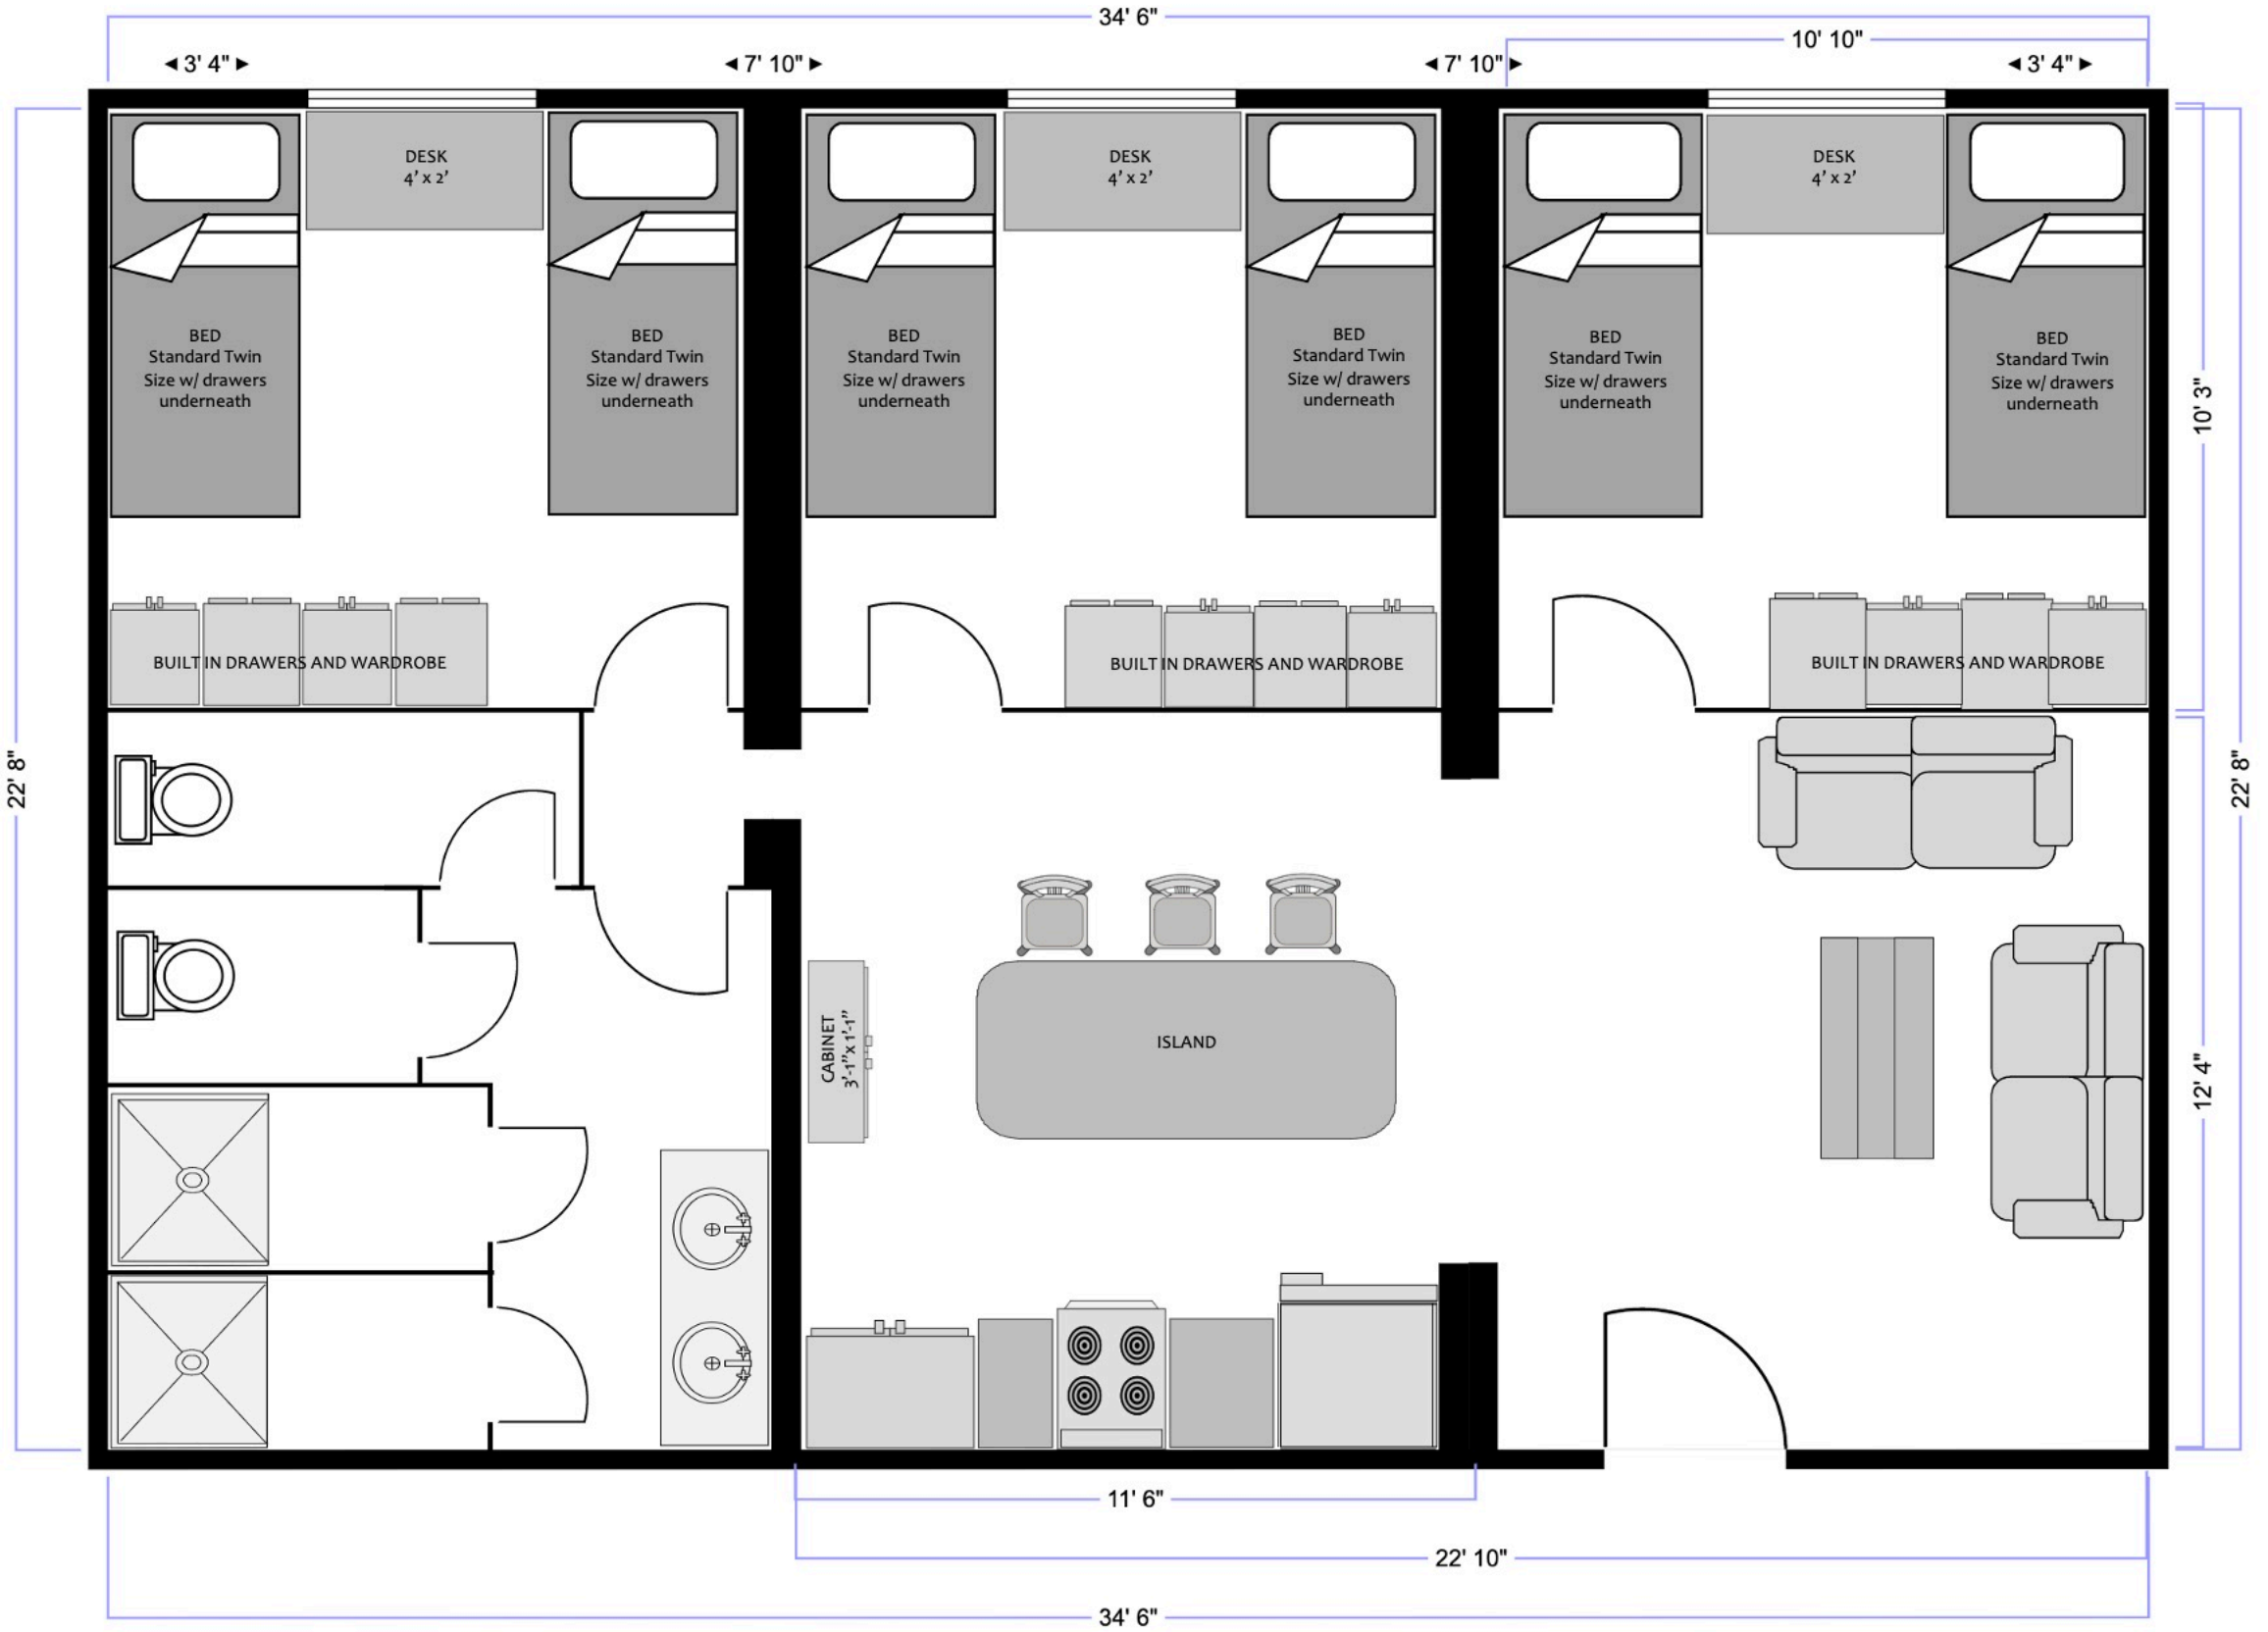 34' 6"
10' 10"
3' 4"
7' 10"
7' 10"
3' 4"
DESK
4' x 2'
DESK
4' x 2'
DESK
4' x 2'
BED
Standard Twin
Size w/ drawers
underneath
BED
Standard Twin
Size w/ drawers
underneath
BED
Standard Twin
Size w/ drawers
underneath
BED
Standard Twin
Size w/ drawers
underneath
BED
Standard Twin
Size w/ drawers
underneath
BED
Standard Twin
Size w/ drawers
underneath
10' 3"
BUILT IN DRAWERS AND WARDROBE
BUILT IN DRAWERS AND WARDROBE
BUILT IN DRAWERS AND WARDROBE
22' 8"
22' 8"
CABINET
3'-1"x 1'-1"
ISLAND
12' 4"
11' 6"
22' 10"
34' 6"